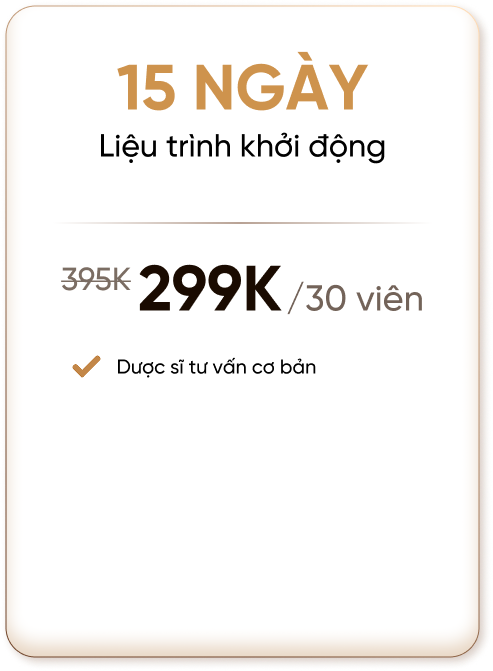 15 NGÀY
Liệu trình khởi động
395K 299K /30 viên
Dược sĩ tư vấn cơ bản